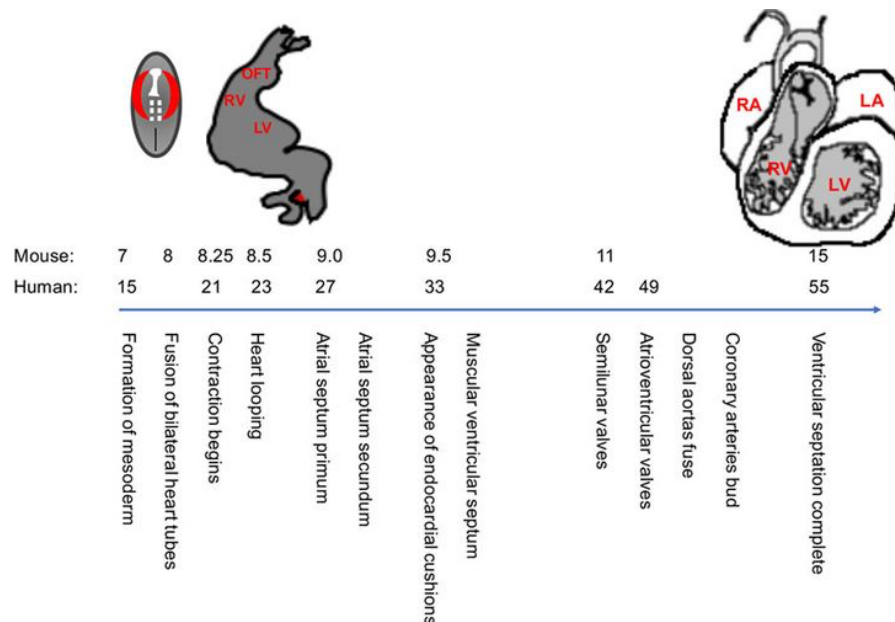 OFT
RV
LV
RA
LA
RV
LV
Mouse: 7 8 8.25 8.5 9.0 9.5 11 15
Human: 15 21 23 27 33 42 49 55
Formation of mesoderm
Fusion of bilateral heart tubes
Contraction begins
Heart looping
Atrial septum primum
Atrial septum secundum
Appearance of endocardial cushions
Muscular ventricular septum
Semilunar valves
Atrioventricular valves
Dorsal aortas fuse
Coronary arteries bud
Ventricular septation complete